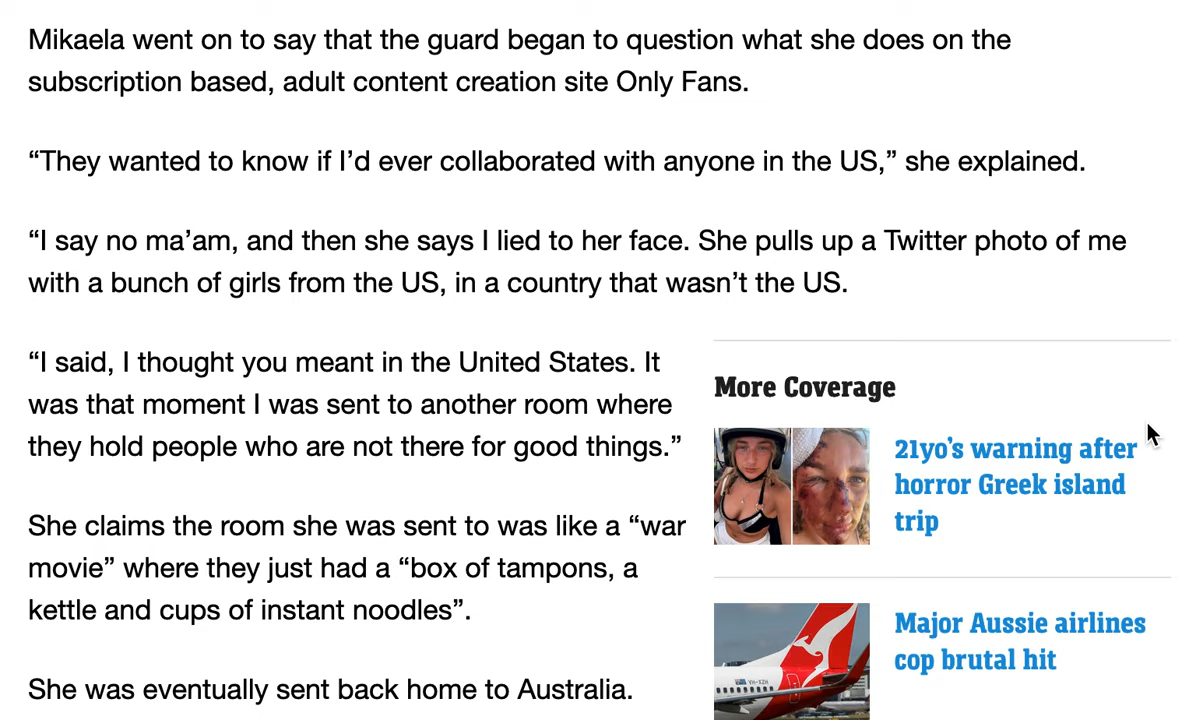 Mikaela went on to say that the guard began to question what she does on the
subscription based, adult content creation site Only Fans.
“They wanted to know if I’d ever collaborated with anyone in the US,” she explained.
“I say no ma’am, and then she says I lied to her face. She pulls up a Twitter photo of me
with a bunch of girls from the US, in a country that wasn’t the US.
“I said, I thought you meant in the United States. It
was that moment I was sent to another room where
they hold people who are not there for good things.”
She claims the room she was sent to was like a “war
movie” where they just had a “box of tampons, a
kettle and cups of instant noodles”.
She was eventually sent back home to Australia.
More Coverage
21yo’s warning after
horror Greek island
trip
Major Aussie airlines
cop brutal hit
VH-XZH